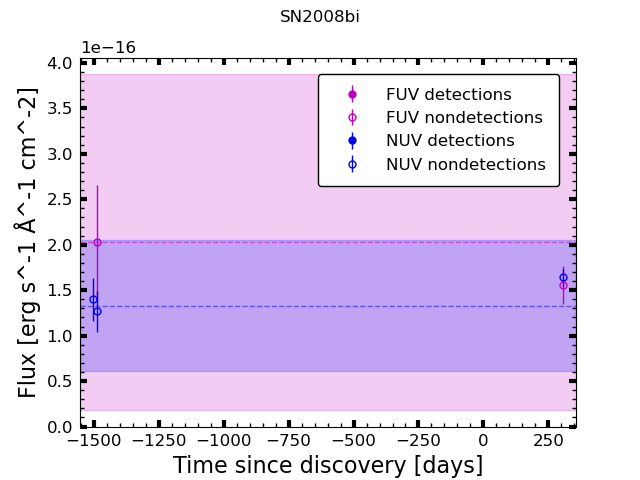 SN2008bi
1e−16
4.0
3.5
3.0
2.5
2.0
1.5
1.0
0.5
0.0
Flux [erg s^-1 Å^-1 cm^-2]
FUV detections
FUV nondetections
NUV detections
NUV nondetections
−1500 −1250 −1000 −750 −500 −250 0 250
Time since discovery [days]